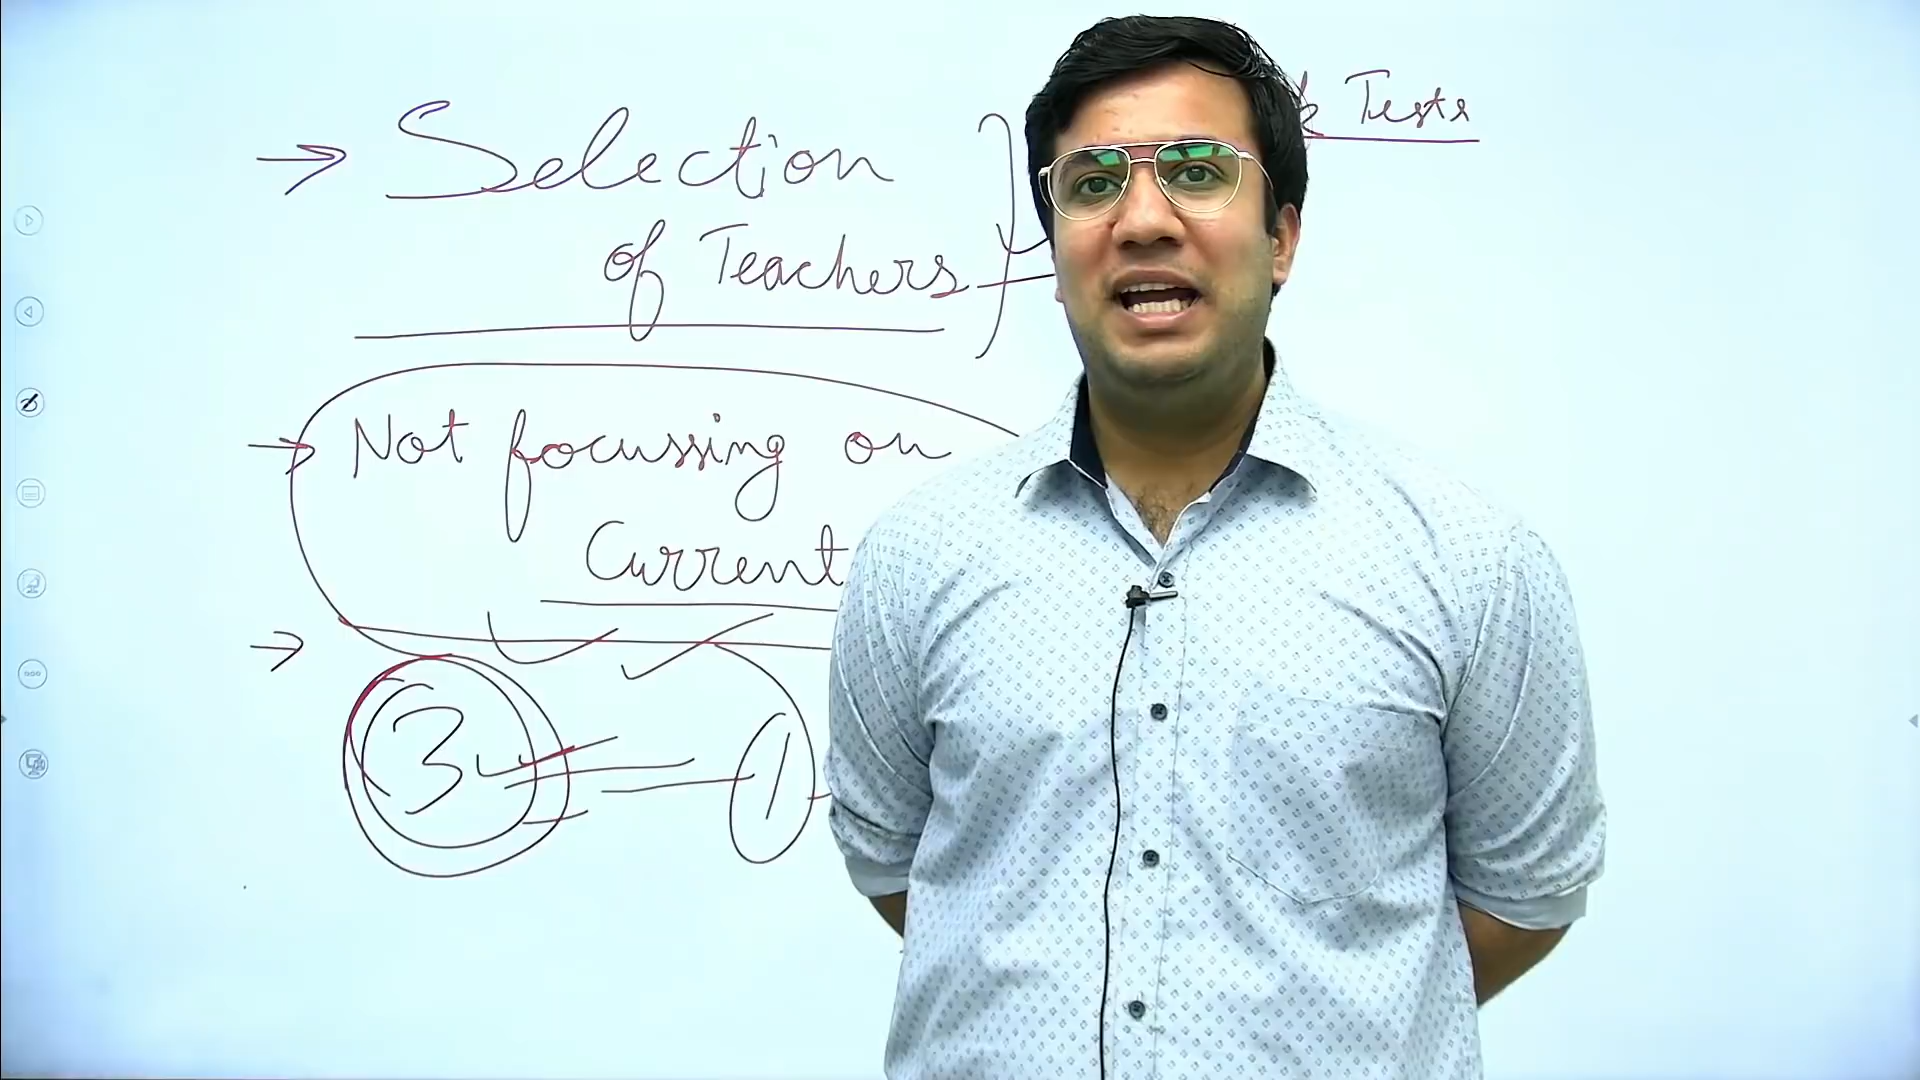 → Selection
of Teachers
Tests
→ Not focussing on
Current
→
3 1